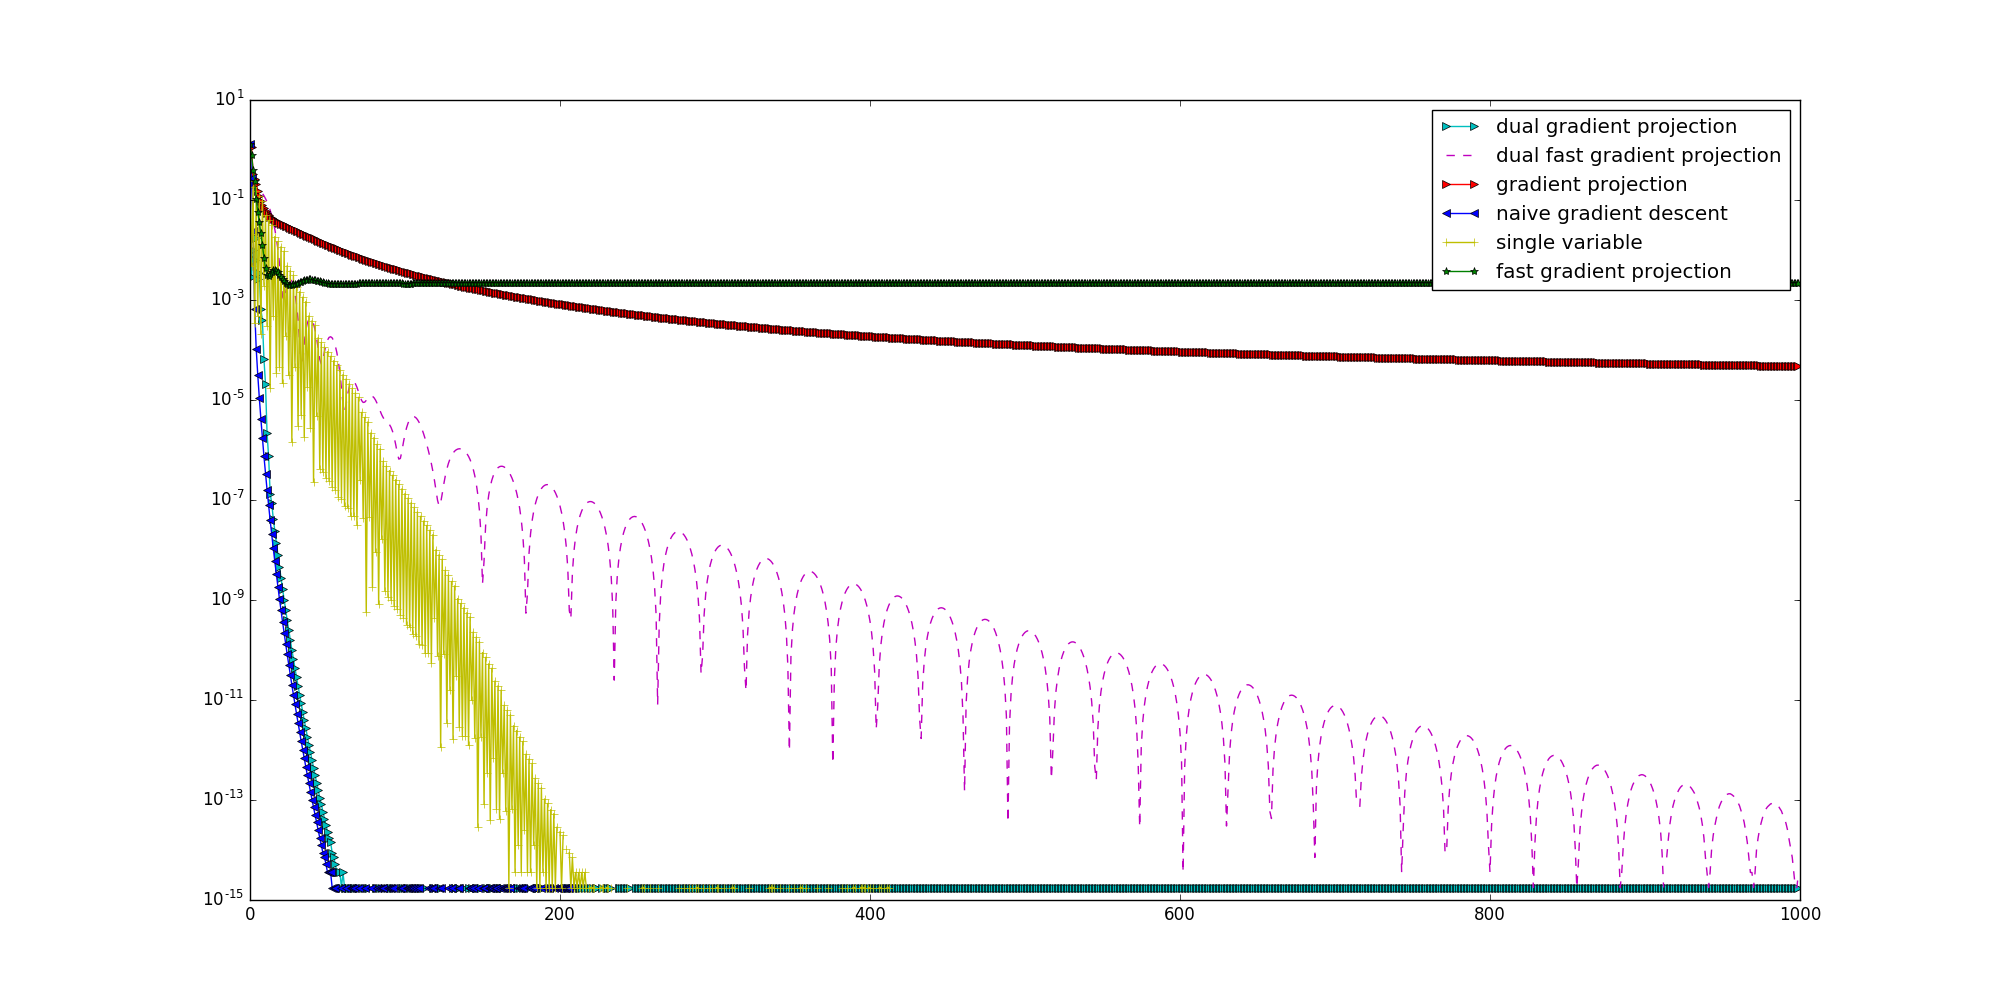 10^1
10^-1
10^-3
10^-5
10^-7
10^-9
10^-11
10^-13
10^-15
0 200 400 600 800 1000
dual gradient projection
dual fast gradient projection
gradient projection
naive gradient descent
single variable
fast gradient projection